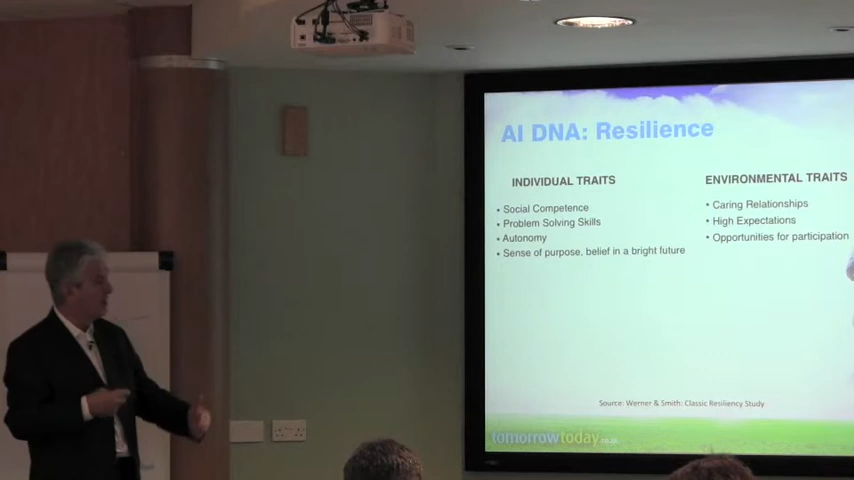 AI DNA: Resilience
INDIVIDUAL TRAITS
• Social Competence
• Problem Solving Skills
• Autonomy
• Sense of purpose, belief in a bright future
ENVIRONMENTAL TRAITS
• Caring Relationships
• High Expectations
• Opportunities for participation
Source: Werner & Smith: Classic Resiliency Study
tomorrowtoday